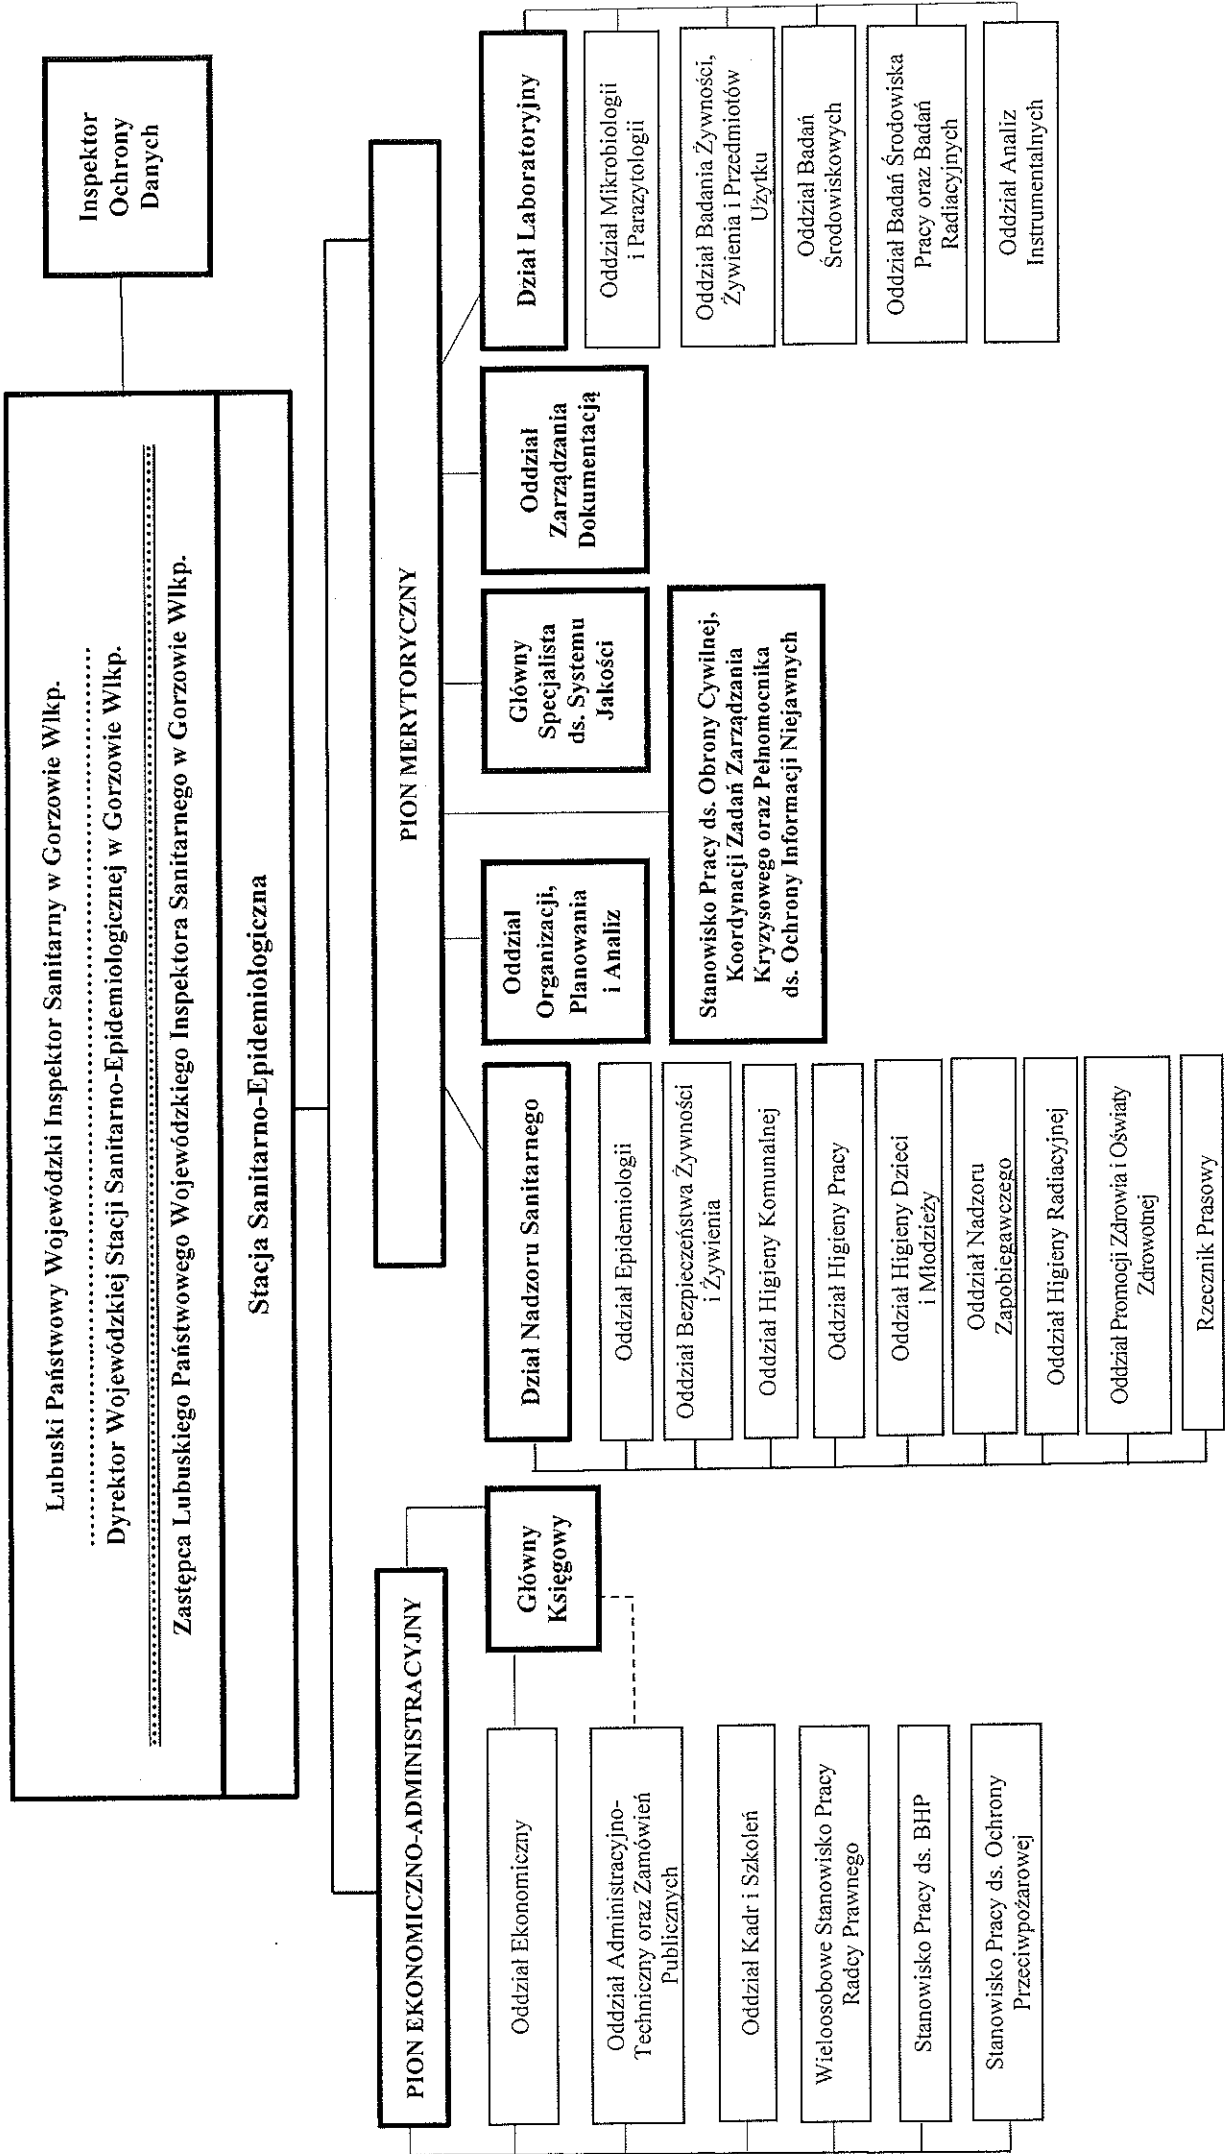 Lubuski Państwowy Wojewódzki Inspektor Sanitarny w Gorzowie Wlkp.
Dyrektor Wojewódzkiej Stacji Sanitarno-Epidemiologicznej w Gorzowie Wlkp.
Zastępca Lubuskiego Państwowego Wojewódzkiego Inspektora Sanitarnego w Gorzowie Wlkp.
Stacja Sanitarno-Epidemiologiczna
Inspektor
Ochrony
Danych
PION EKONOMICZNO-ADMINISTRACYJNY
Główny
Księgowy
Oddział Ekonomiczny
Oddział Administracyjno-
Techniczny oraz Zamówień
Publicznych
Oddział Kadr i Szkoleń
Wieloosobowe Stanowisko Pracy
Radcy Prawnego
Stanowisko Pracy ds. BHP
Stanowisko Pracy ds. Ochrony
Przeciwpożarowej
PION MERYTORYCZNY
Dział Nadzoru Sanitarnego
Oddział Epidemiologii
Oddział Bezpieczeństwa Żywności
i Żywienia
Oddział Higieny Komunalnej
Oddział Higieny Pracy
Oddział Higieny Dzieci
i Młodzieży
Oddział Nadzoru
Zapobiegawczego
Oddział Higieny Radiacyjnej
Oddział Promocji Zdrowia i Oświaty
Zdrowotnej
Rzecznik Prasowy
Oddział
Organizacji,
Planowania
i Analiz
Stanowisko Pracy ds. Obrony Cywilnej,
Koordynacji Zadań Zarządzania
Kryzysowego oraz Pełnomocnika
ds. Ochrony Informacji Niejawnych
Główny
Specjalista
ds. Systemu
Jakości
Oddział
Zarządzania
Dokumentacją
Dział Laboratoryjny
Oddział Mikrobiologii
i Parazytologii
Oddział Badania Żywności,
Żywienia i Przedmiotów
Użytku
Oddział Badań
Środowiskowych
Oddział Badań Środowiska
Pracy oraz Badań
Radiacyjnych
Oddział Analiz
Instrumentalnych